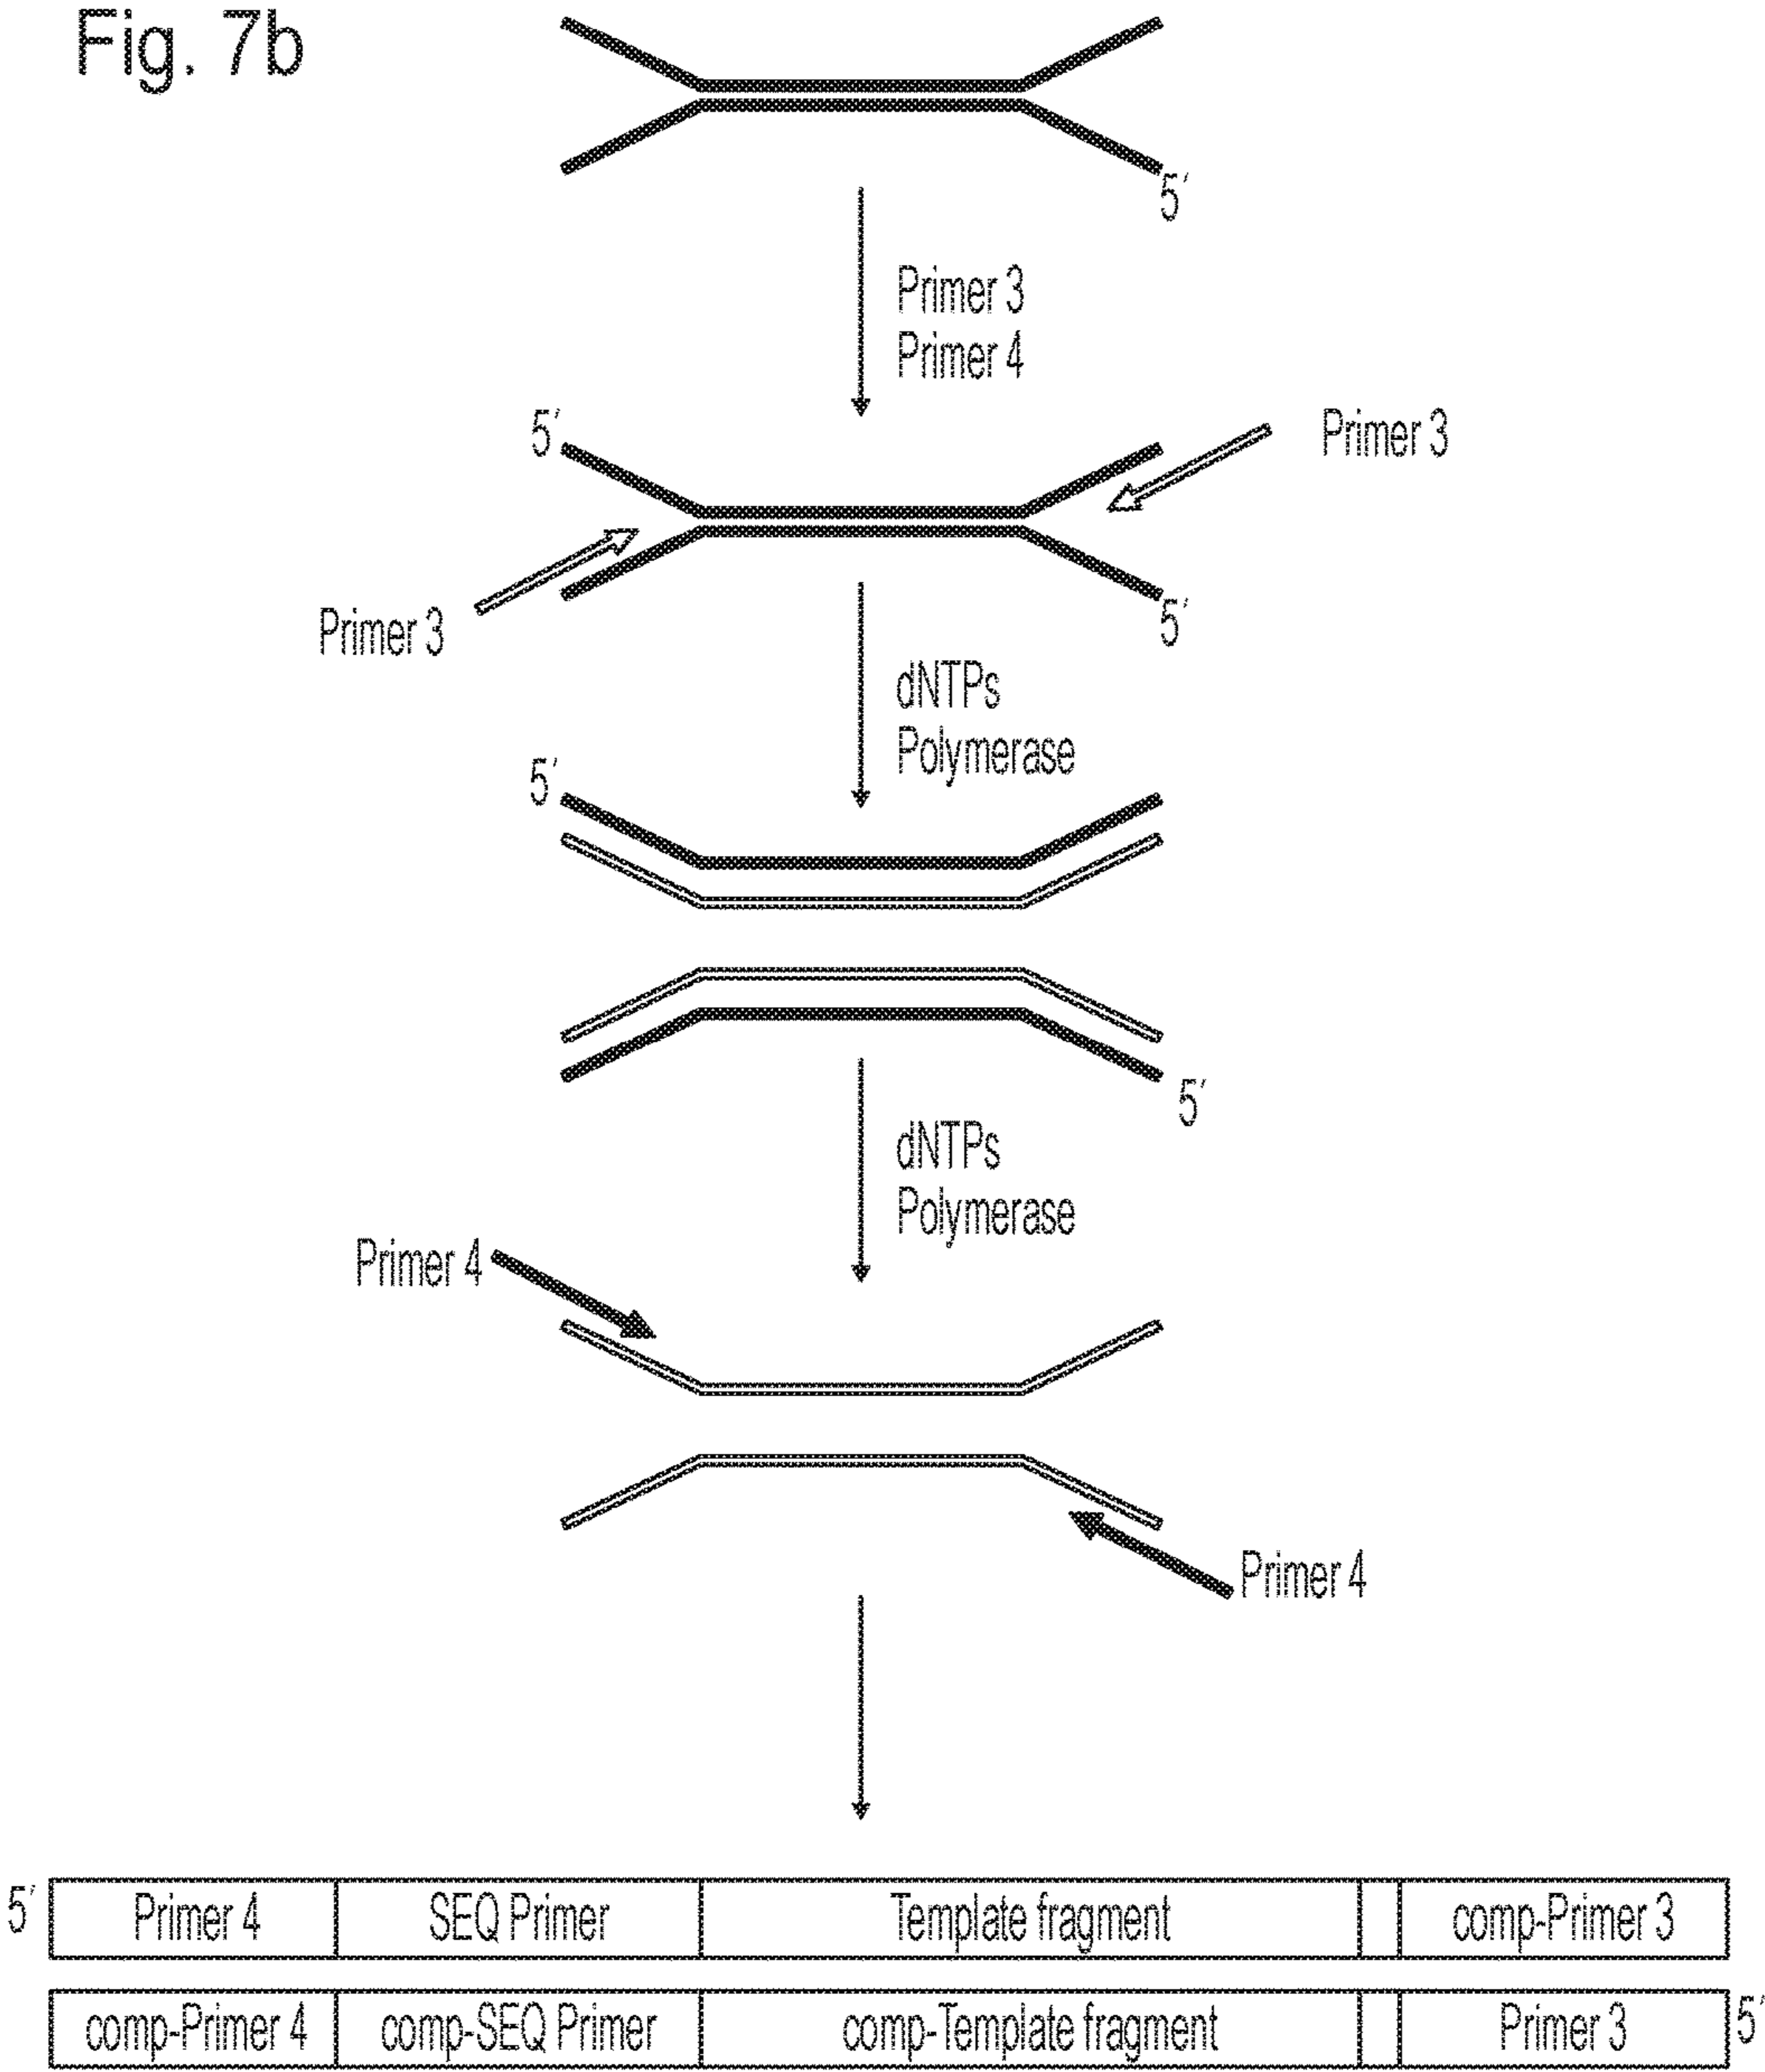 Fig. 7b
5′
Primer 3
Primer 4
5′
Primer 3
Primer 3
5′
dNTPs
Polymerase
5′
5′
dNTPs
Polymerase
Primer 4
Primer 4
5′ Primer 4 SEQ Primer Template fragment comp-Primer 3
comp-Primer 4 comp-SEQ Primer comp-Template fragment Primer 3 5′